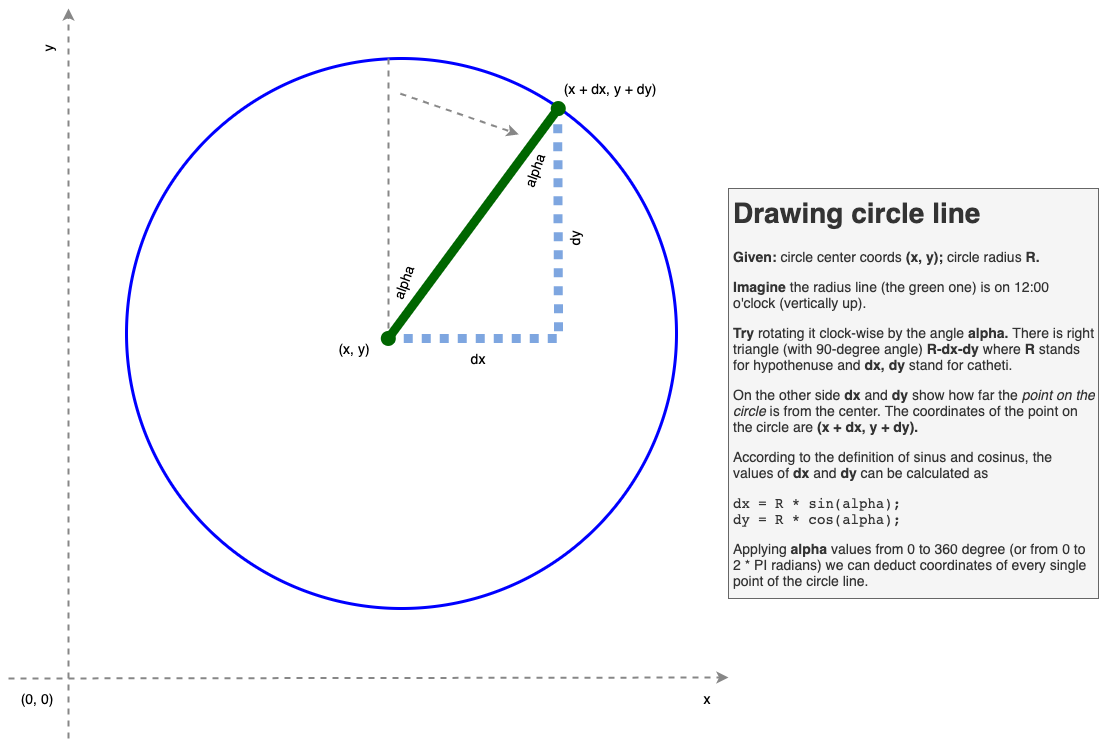 y
(x + dx, y + dy)
alpha
dy
alpha
(x, y)
dx
(0, 0)
x
Drawing circle line
Given: circle center coords (x, y); circle radius R.
Imagine the radius line (the green one) is on 12:00
o'clock (vertically up).
Try rotating it clock-wise by the angle alpha. There is right
triangle (with 90-degree angle) R-dx-dy where R stands
for hypothenuse and dx, dy stand for catheti.
On the other side dx and dy show how far the point on the
circle is from the center. The coordinates of the point on
the circle are (x + dx, y + dy).
According to the definition of sinus and cosinus, the
values of dx and dy can be calculated as
dx = R * sin(alpha);
dy = R * cos(alpha);
Applying alpha values from 0 to 360 degree (or from 0 to
2 * PI radians) we can deduct coordinates of every single
point of the circle line.